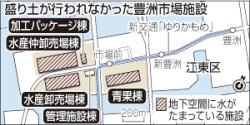 盛り土が行われなかった豊洲市場施設
加工パッケージ棟
水産仲卸売場棟
新交通「ゆりかもめ」
豊洲
市場前
新豊洲
江東区
水産卸売場棟
青果棟
管理施設棟
200m
地下空間に水が
たまっている施設